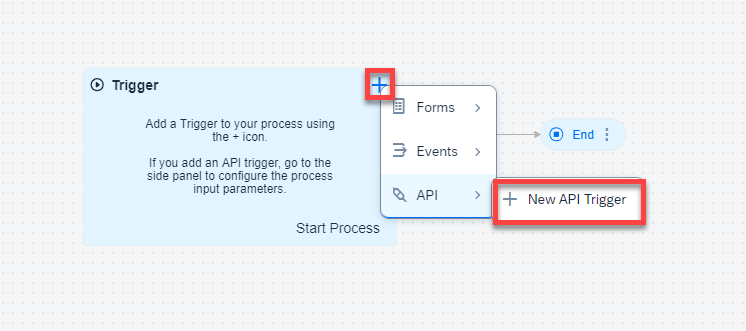 Trigger
Add a Trigger to your process using
the + icon.
If you add an API trigger, go to the
side panel to configure the process
input parameters.
Start Process
Forms
Events
API
New API Trigger
End